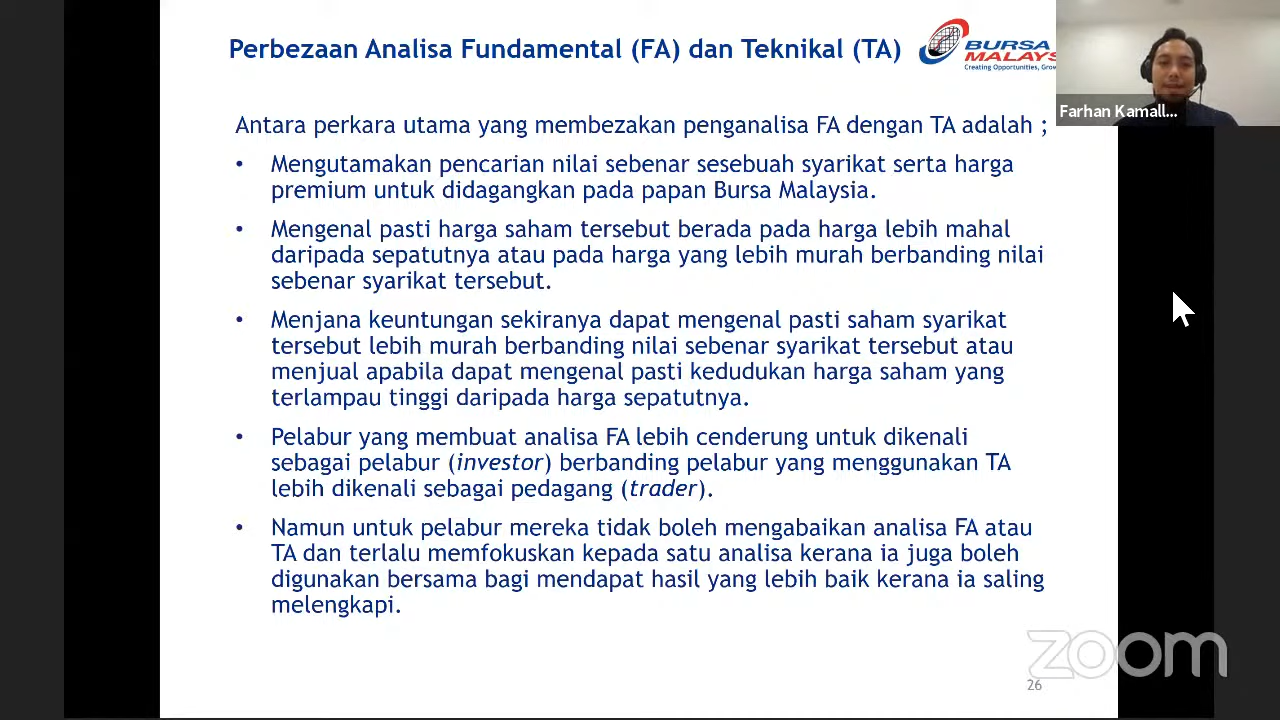 Perbezaan Analisa Fundamental (FA) dan Teknikal (TA)
BURSA
MALAYS
Creating Opportunities, Grow
Farhan Kamall...
Antara perkara utama yang membezakan penganalisa FA dengan TA adalah ;
• Mengutamakan pencarian nilai sebenar sesebuah syarikat serta harga
premium untuk didagangkan pada papan Bursa Malaysia.
• Mengenal pasti harga saham tersebut berada pada harga lebih mahal
daripada sepatutnya atau pada harga yang lebih murah berbanding nilai
sebenar syarikat tersebut.
• Menjana keuntungan sekiranya dapat mengenal pasti saham syarikat
tersebut lebih murah berbanding nilai sebenar syarikat tersebut atau
menjual apabila dapat mengenal pasti kedudukan harga saham yang
terlampau tinggi daripada harga sepatutnya.
• Pelabur yang membuat analisa FA lebih cenderung untuk dikenali
sebagai pelabur (investor) berbanding pelabur yang menggunakan TA
lebih dikenali sebagai pedagang (trader).
• Namun untuk pelabur mereka tidak boleh mengabaikan analisa FA atau
TA dan terlalu memfokuskan kepada satu analisa kerana ia juga boleh
digunakan bersama bagi mendapat hasil yang lebih baik kerana ia saling
melengkapi.
zoom
26